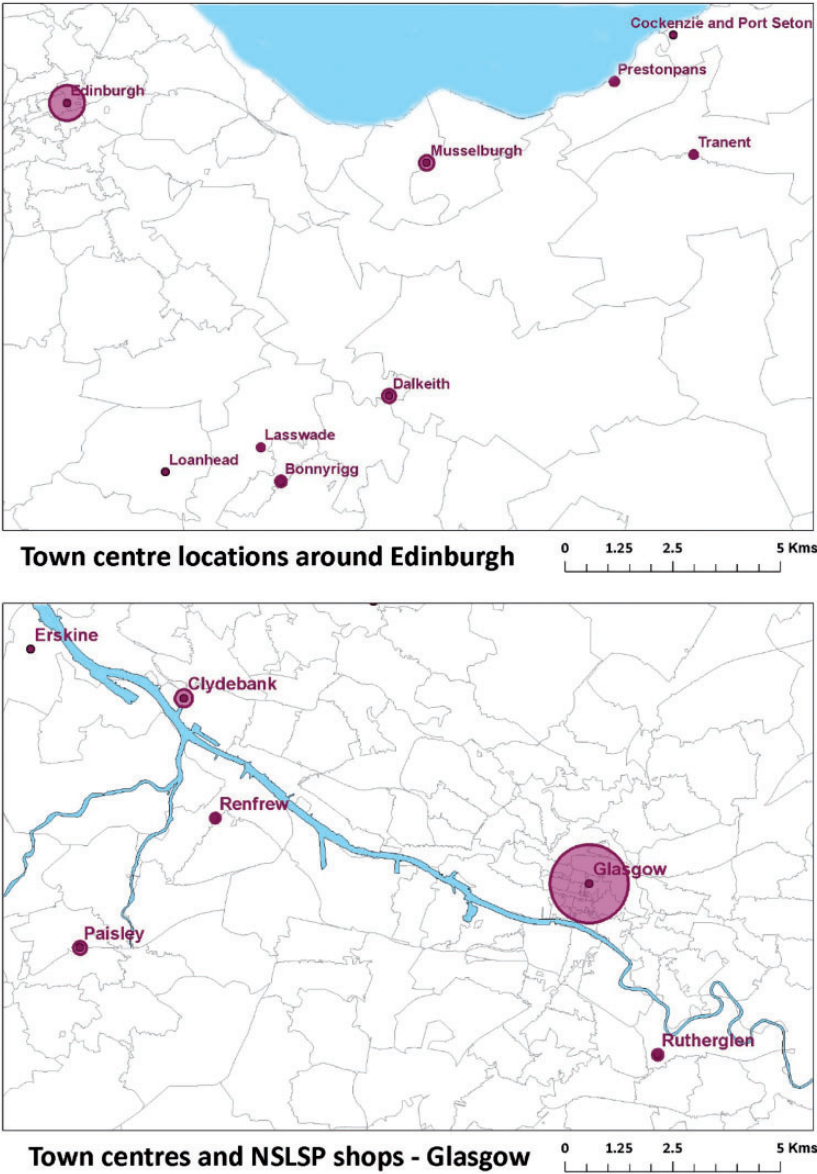 Cockenzie and Port Seton
Edinburgh
Prestonpans
Musselburgh
Tranent
Dalkeith
Lasswade
Loanhead
Bonnyrigg
Town centre locations around Edinburgh
0 1.25 2.5 5 Kms
Erskine
Clydebank
Renfrew
Glasgow
Paisley
Rutherglen
Town centres and NSLSP shops - Glasgow
0 1.25 2.5 5 Kms